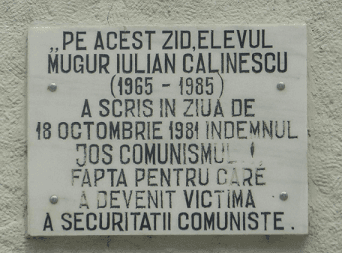 „PE ACEST ZID, ELEVUL
MUGUR IULIAN CALINESCU
(1965 - 1985)
A SCRIS IN ZIUA DE
18 OCTOMBRIE 1981 INDEMNUL
JOS COMUNISMULUI,
FAPTA PENTRU CARE
A DEVENIT VICTIMA
A SECURITATII COMUNISTE.